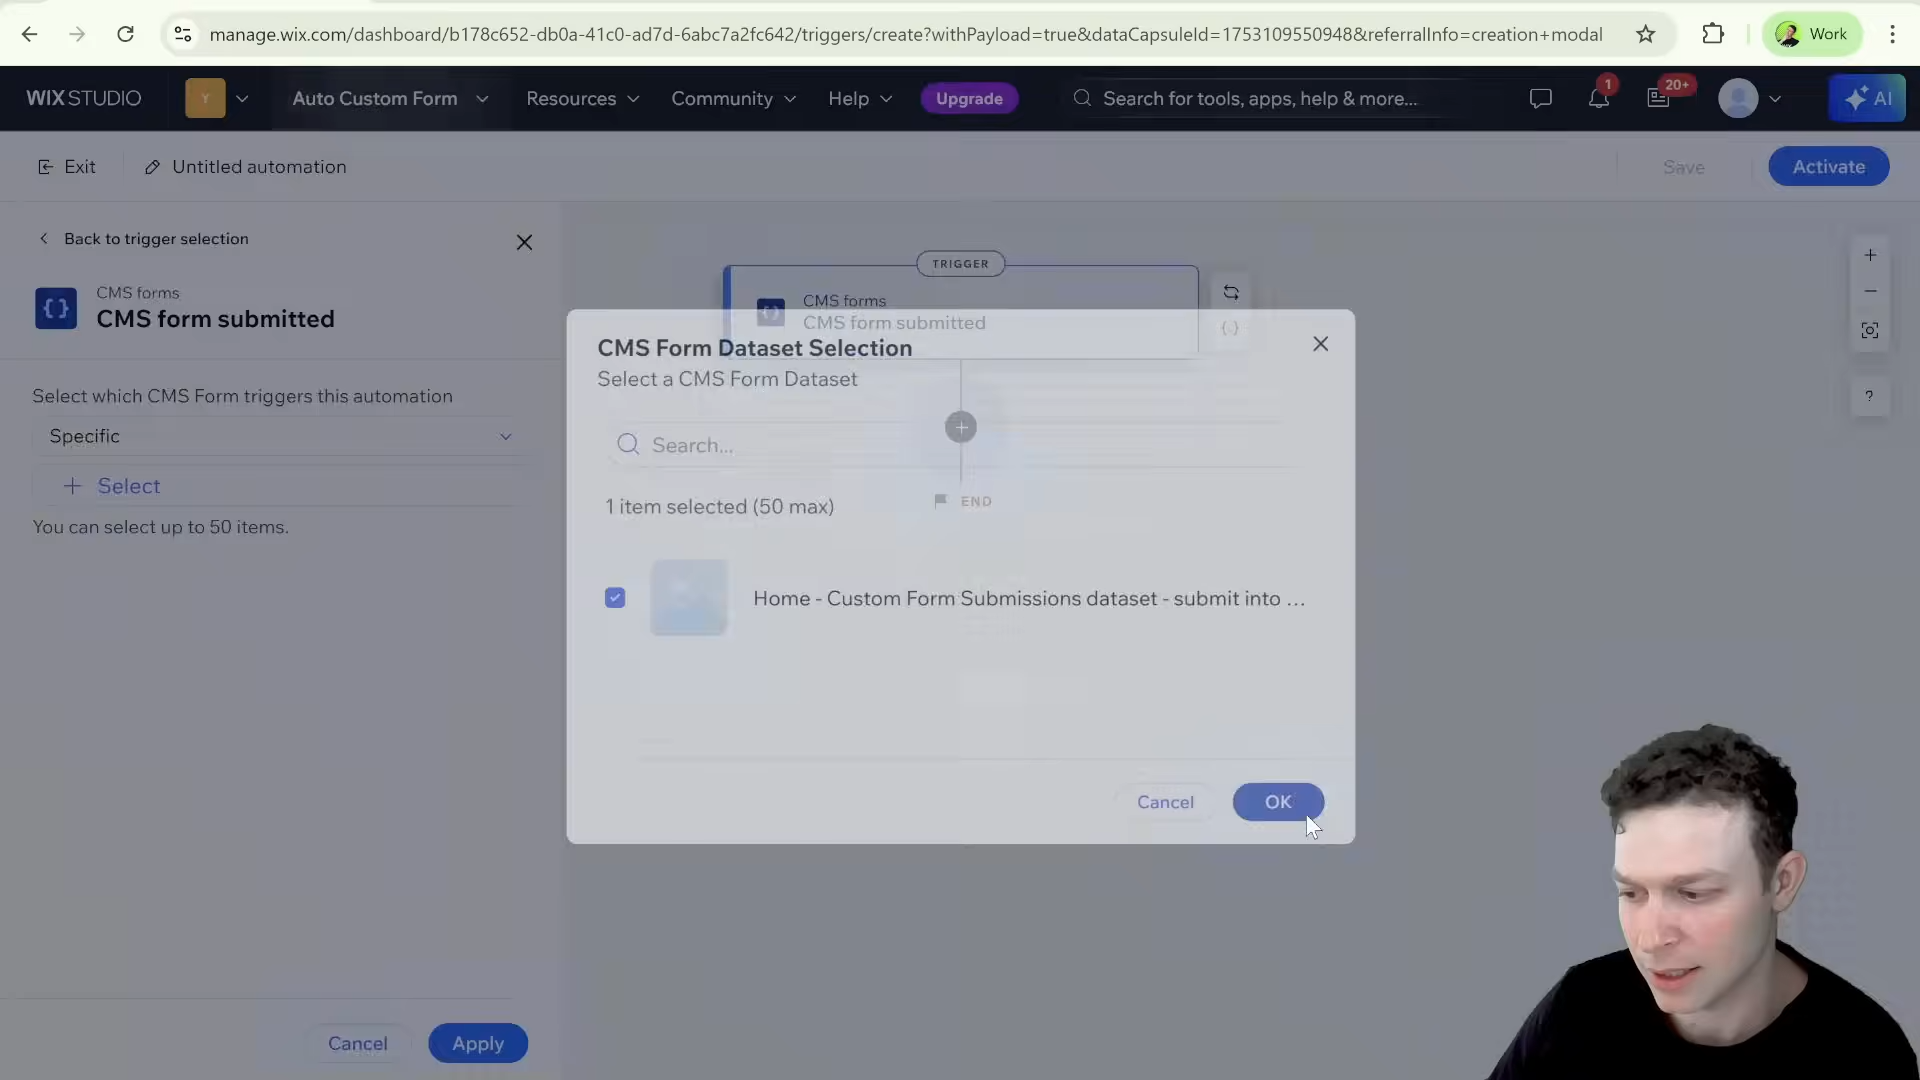 manage.wix.com/dashboard/b178c652-db0a-41c0-ad7d-6abc7a2fc642/triggers/create?withPayload=true&dataCapsuleId=1753109550948&referralInfo=creation+modal
Work
WIX STUDIO
Y
Auto Custom Form
Resources
Community
Help
Upgrade
Search for tools, apps, help & more...
1
20+
AI
Exit
Untitled automation
Save
Activate
Back to trigger selection
CMS forms
CMS form submitted
Select which CMS Form triggers this automation
Specific
+ Select
You can select up to 50 items.
Cancel
Apply
TRIGGER
CMS forms
CMS form submitted
CMS Form Dataset Selection
Select a CMS Form Dataset
Search...
1 item selected (50 max)
END
Home - Custom Form Submissions dataset - submit into ...
Cancel
OK
?